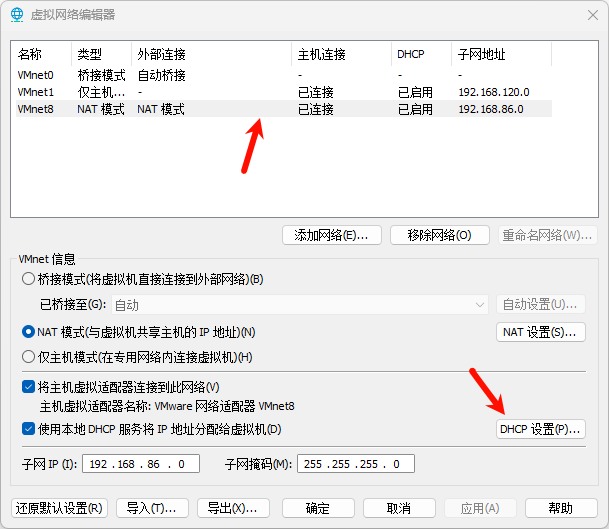 虚拟网络编辑器
名称 类型 外部连接 主机连接 DHCP 子网地址
VMnet0 桥接模式 自动桥接 - - -
VMnet1 仅主机... - 已连接 已启用 192.168.120.0
VMnet8 NAT 模式 NAT 模式 已连接 已启用 192.168.86.0
添加网络(E)... 移除网络(O) 重命名网络(W)...
VMnet 信息
桥接模式(将虚拟机直接连接到外部网络)(B)
已桥接至(G): 自动 自动设置(U)...
NAT 模式(与虚拟机共享主机的 IP 地址)(N) NAT 设置(S)...
仅主机模式(在专用网络内连接虚拟机)(H)
将主机虚拟适配器连接到此网络(V)
主机虚拟适配器名称: VMware 网络适配器 VMnet8
使用本地 DHCP 服务将 IP 地址分配给虚拟机(D) DHCP 设置(P)...
子网 IP (I): 192 .168 . 86 . 0 子网掩码(M): 255 .255 .255 . 0
还原默认设置(R) 导入(T)... 导出(X)... 确定 取消 应用(A) 帮助